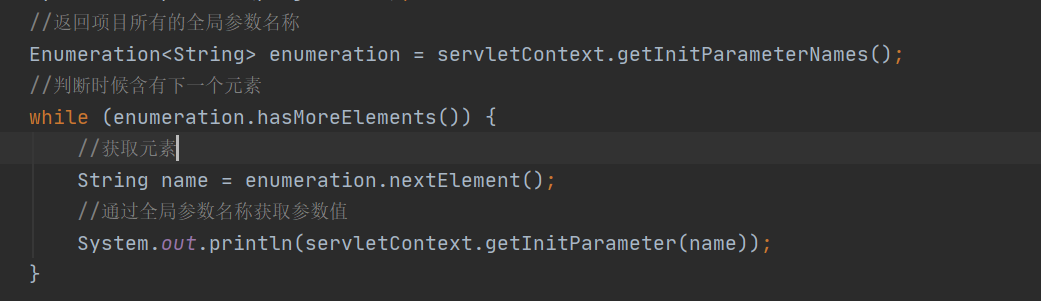 //返回项目所有的全局参数名称
Enumeration<String> enumeration = servletContext.getInitParameterNames();
//判断时候含有下一个元素
while (enumeration.hasMoreElements()) {
    //获取元素
    String name = enumeration.nextElement();
    //通过全局参数名称获取参数值
    System.out.println(servletContext.getInitParameter(name));
}